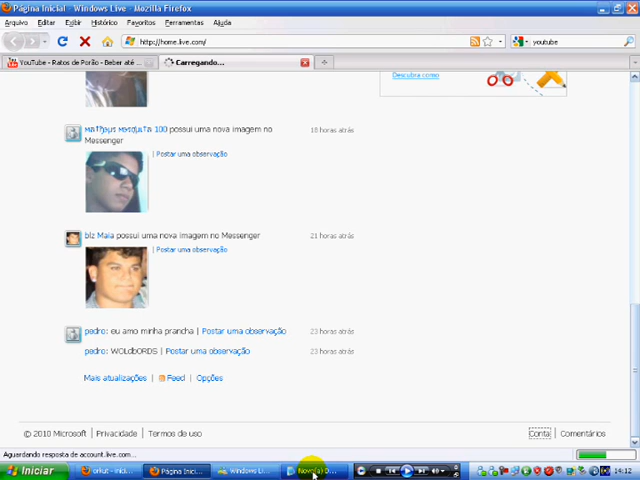 Página Inicial - Windows Live - Mozilla Firefox
Arquivo Editar Exibir Histórico Favoritos Ferramentas Ajuda
http://home.live.com/
youtube
YouTube - Ratos de Porão - Beber até ...
Carregando...
Descubra como
100 possui uma nova imagem no
Messenger
| Postar uma observação
18 horas atrás
blz Maia possui uma nova imagem no Messenger
21 horas atrás
| Postar uma observação
pedro: eu amo minha prancha | Postar uma observação
23 horas atrás
pedro: WOLdbORDS | Postar uma observação
23 horas atrás
Mais atualizações | Feed | Opções
© 2010 Microsoft | Privacidade | Termos de uso
Conta | Comentários
Aguardando resposta de account.live.com...
Iniciar
orkut - inici...
Página Inici...
Windows Li...
Novo(a) D...
14:12